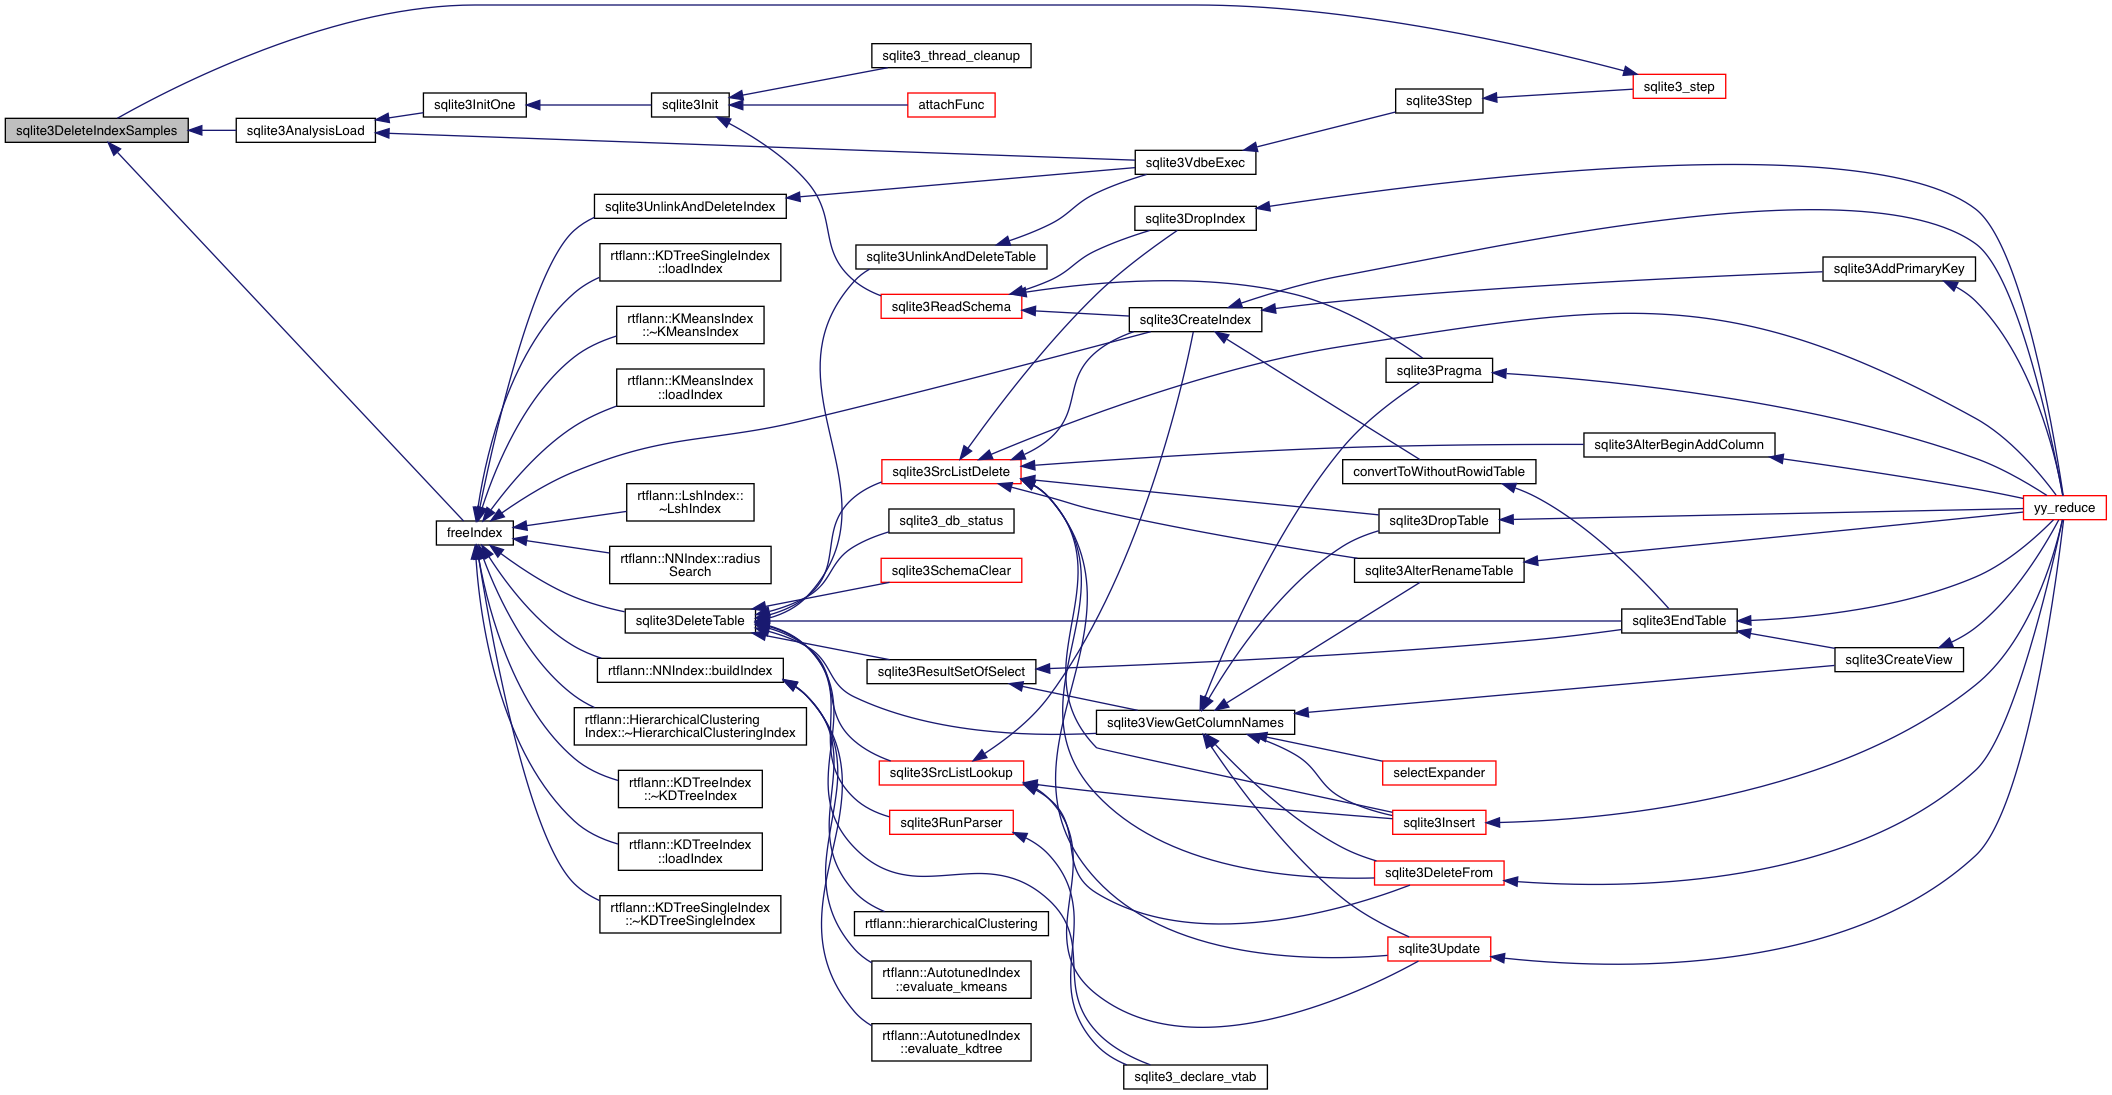 sqlite3DeleteIndexSamples
sqlite3AnalysisLoad
sqlite3InitOne
freeIndex
sqlite3Init
sqlite3UnlinkAndDeleteIndex
rtflann::KDTreeSingleIndex
::loadIndex
rtflann::KMeansIndex
::~KMeansIndex
rtflann::KMeansIndex
::loadIndex
rtflann::LshIndex::
~LshIndex
rtflann::NNIndex::radius
Search
sqlite3DeleteTable
rtflann::NNIndex::buildIndex
rtflann::HierarchicalClustering
Index::~HierarchicalClusteringIndex
rtflann::KDTreeIndex
::~KDTreeIndex
rtflann::KDTreeIndex
::loadIndex
rtflann::KDTreeSingleIndex
::~KDTreeSingleIndex
sqlite3_thread_cleanup
attachFunc
sqlite3UnlinkAndDeleteTable
sqlite3ReadSchema
sqlite3SrcListDelete
sqlite3_db_status
sqlite3SchemaClear
sqlite3ResultSetOfSelect
sqlite3SrcListLookup
sqlite3RunParser
rtflann::hierarchicalClustering
rtflann::AutotunedIndex
::evaluate_kmeans
rtflann::AutotunedIndex
::evaluate_kdtree
sqlite3VdbeExec
sqlite3DropIndex
sqlite3CreateIndex
sqlite3ViewGetColumnNames
sqlite3_declare_vtab
sqlite3Step
sqlite3Pragma
convertToWithoutRowidTable
sqlite3DropTable
sqlite3AlterRenameTable
selectExpander
sqlite3Insert
sqlite3DeleteFrom
sqlite3Update
sqlite3_step
sqlite3AlterBeginAddColumn
sqlite3EndTable
sqlite3AddPrimaryKey
sqlite3CreateView
yy_reduce